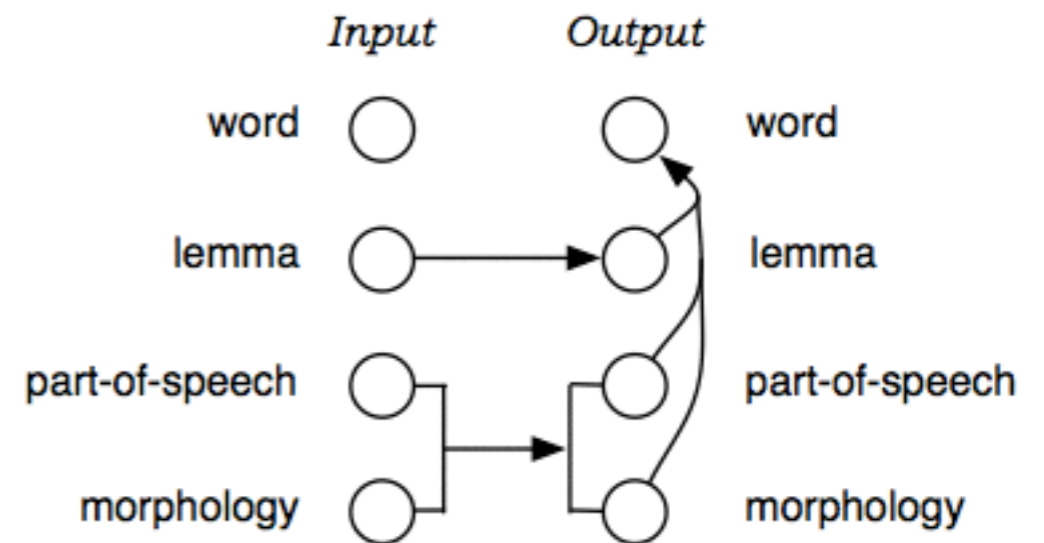 Input Output
word word
lemma lemma
part-of-speech part-of-speech
morphology morphology